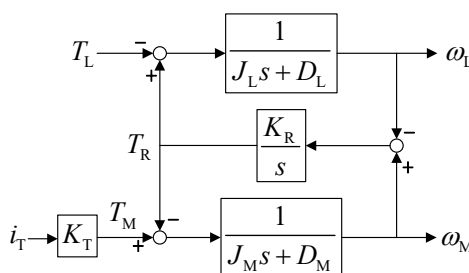 T_L
−
+
1
J_L s + D_L
ω_L
T_R
K_R
s
−
+
i_T
K_T
T_M
−
+
1
J_M s + D_M
ω_M